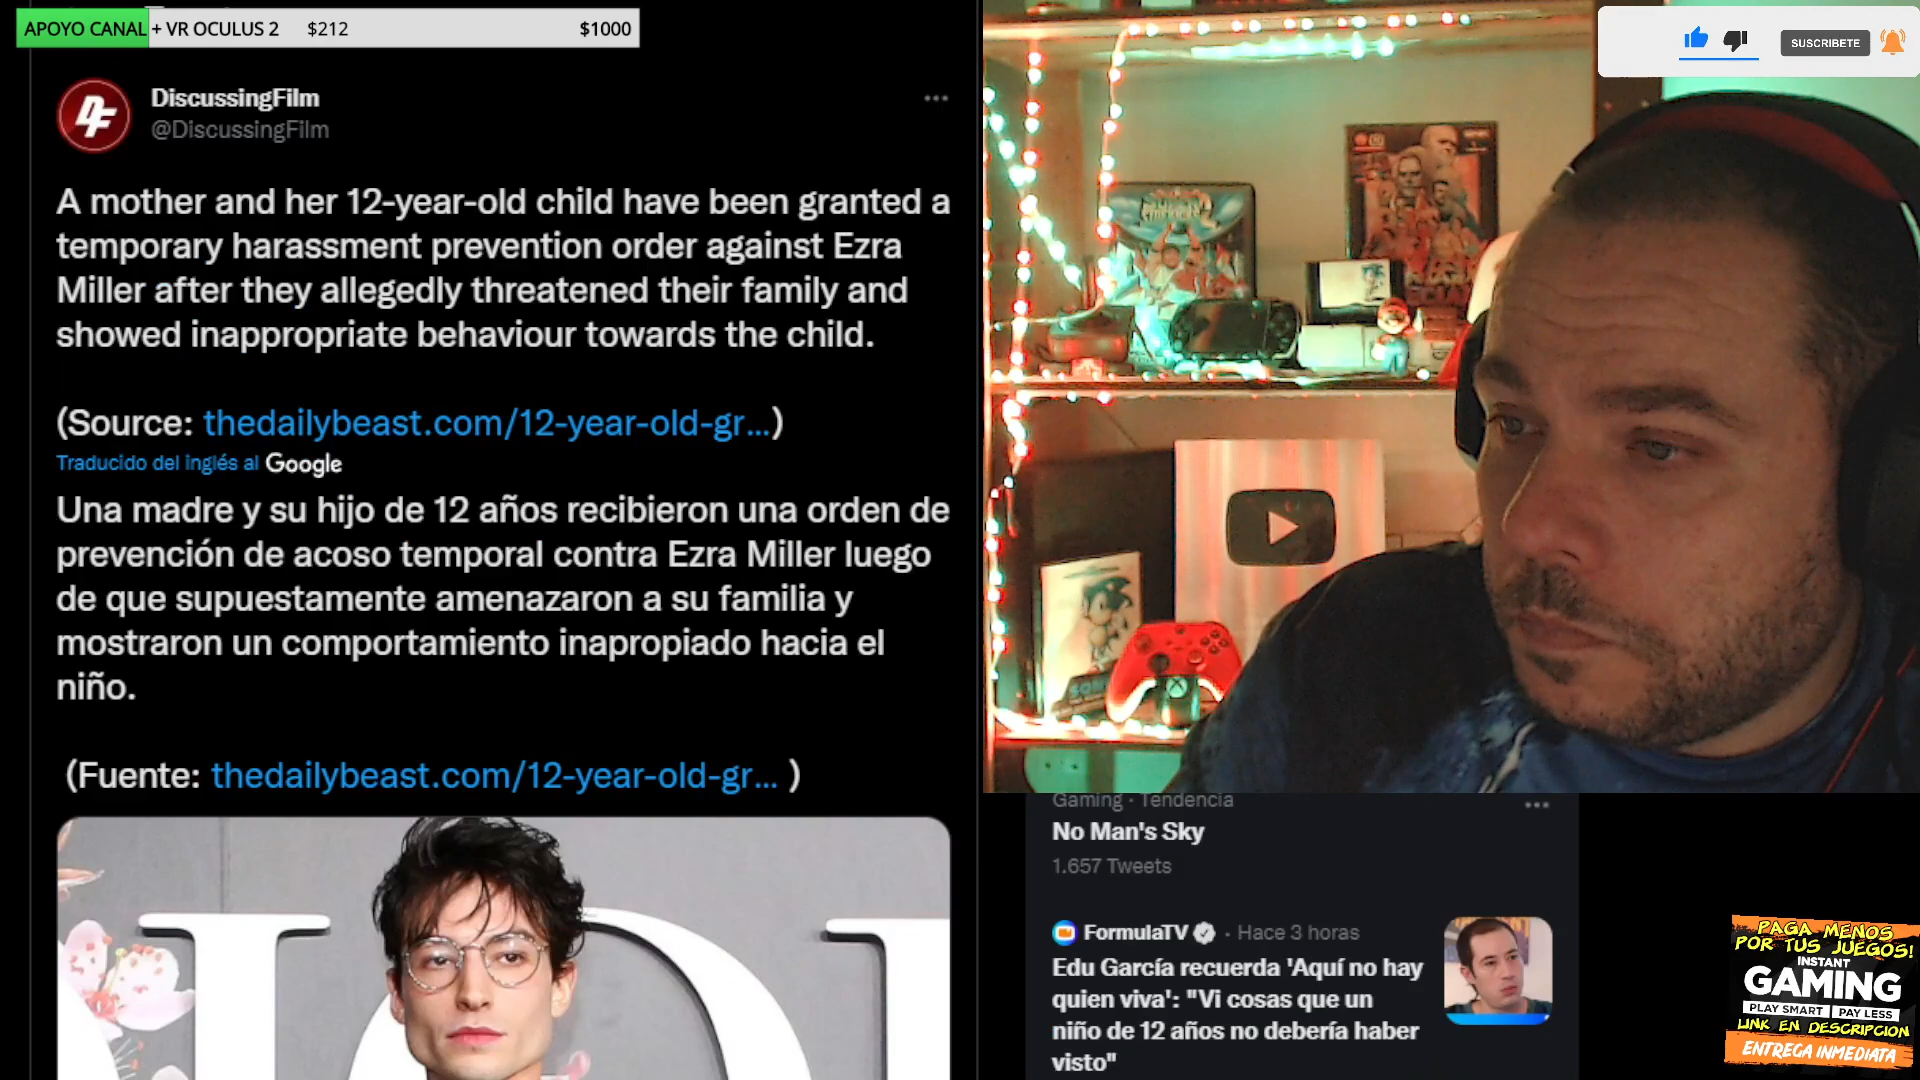 APOYO CANAL + VR OCULUS 2 $212 $1000
DiscussingFilm
@DiscussingFilm
A mother and her 12-year-old child have been granted a
temporary harassment prevention order against Ezra
Miller after they allegedly threatened their family and
showed inappropriate behaviour towards the child.
(Source: thedailybeast.com/12-year-old-gr...)
Traducido del inglés al Google
Una madre y su hijo de 12 años recibieron una orden de
prevención de acoso temporal contra Ezra Miller luego
de que supuestamente amenazaron a su familia y
mostraron un comportamiento inapropiado hacia el
niño.
(Fuente: thedailybeast.com/12-year-old-gr... )
SUSCRIBETE
Gaming · Tendencia
No Man's Sky
1.657 Tweets
FormulaTV · Hace 3 horas
Edu García recuerda 'Aquí no hay
quien viva': "Vi cosas que un
niño de 12 años no debería haber
visto"
PAGA MENOS
POR TUS JUEGOS!
INSTANT
GAMING
PLAY SMART PAY LESS
LINK EN DESCRIPCION
ENTREGA INMEDIATA